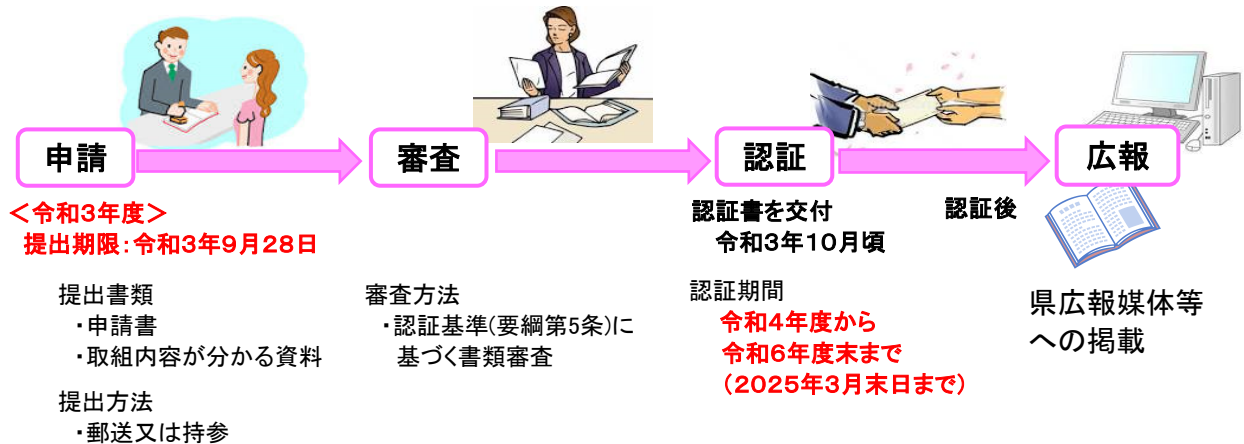 申請
審査
認証
広報
＜令和3年度＞
提出期限:令和3年9月28日
提出書類
・申請書
・取組内容が分かる資料
提出方法
・郵送又は持参
審査方法
・認証基準(要綱第5条)に
基づく書類審査
認証書を交付
令和3年10月頃
認証期間
令和4年度から
令和6年度末まで
(2025年3月末日まで)
認証後
県広報媒体等
への掲載